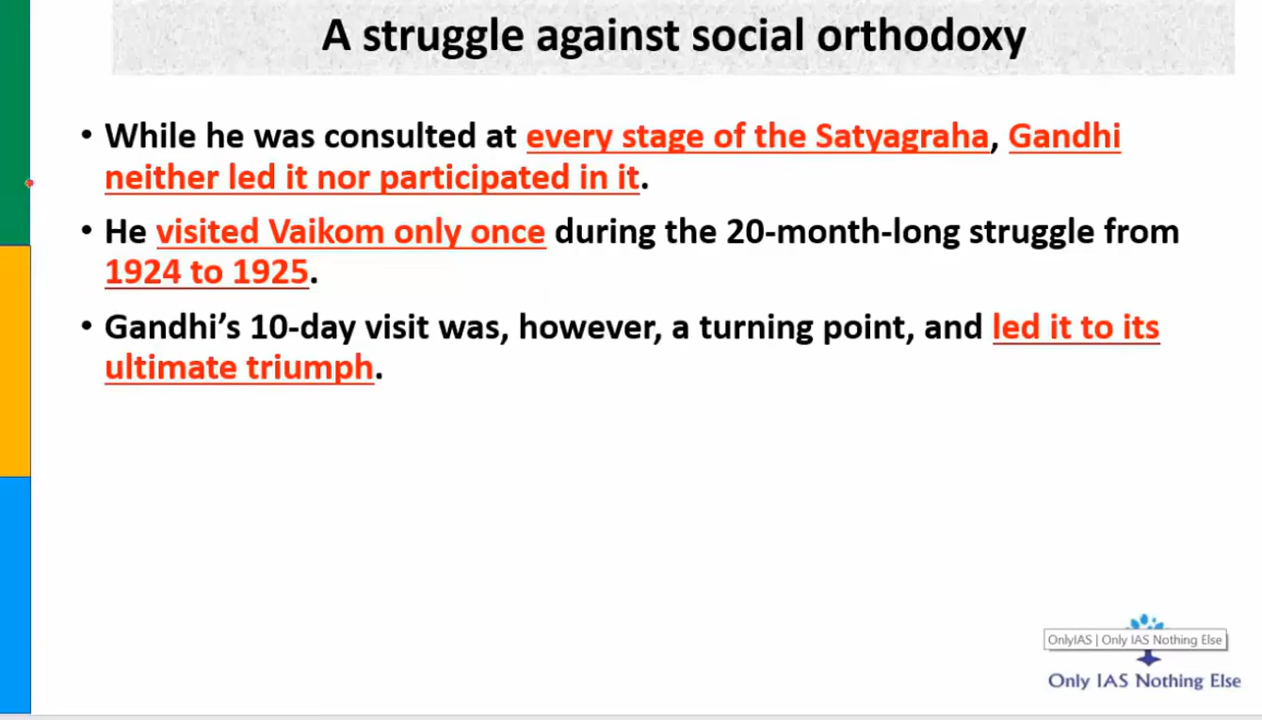 A struggle against social orthodoxy
• While he was consulted at every stage of the Satyagraha, Gandhi
neither led it nor participated in it.
• He visited Vaikom only once during the 20-month-long struggle from
1924 to 1925.
• Gandhi’s 10-day visit was, however, a turning point, and led it to its
ultimate triumph.
OnlyIAS | Only IAS Nothing Else
Only IAS Nothing Else